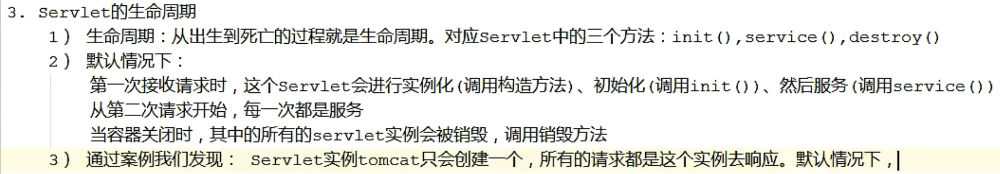 3. Servlet的生命周期
1) 生命周期：从出生到死亡的过程就是生命周期。对应Servlet中的三个方法：init(),service(),destroy()
2) 默认情况下：
第一次接收请求时，这个Servlet会进行实例化(调用构造方法)、初始化(调用init())、然后服务(调用service())
从第二次请求开始，每一次都是服务
当容器关闭时，其中的所有的servlet实例会被销毁，调用销毁方法
3) 通过案例我们发现： Servlet实例tomcat只会创建一个，所有的请求都是这个实例去响应。默认情况下，